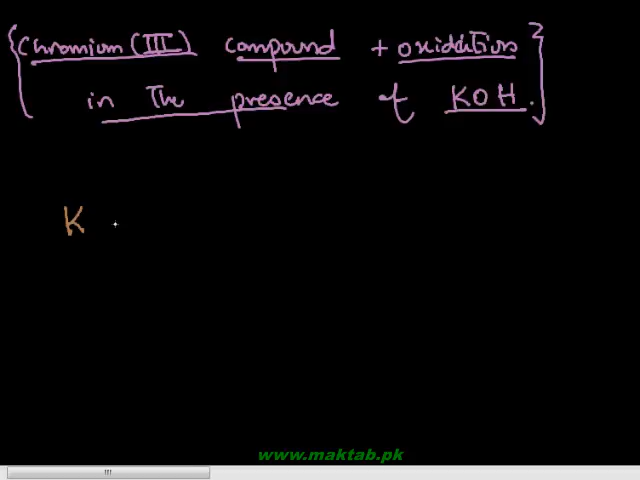 { Chromium (III) compound + oxidation }
in The presence of KOH.
K
www.maktab.pk